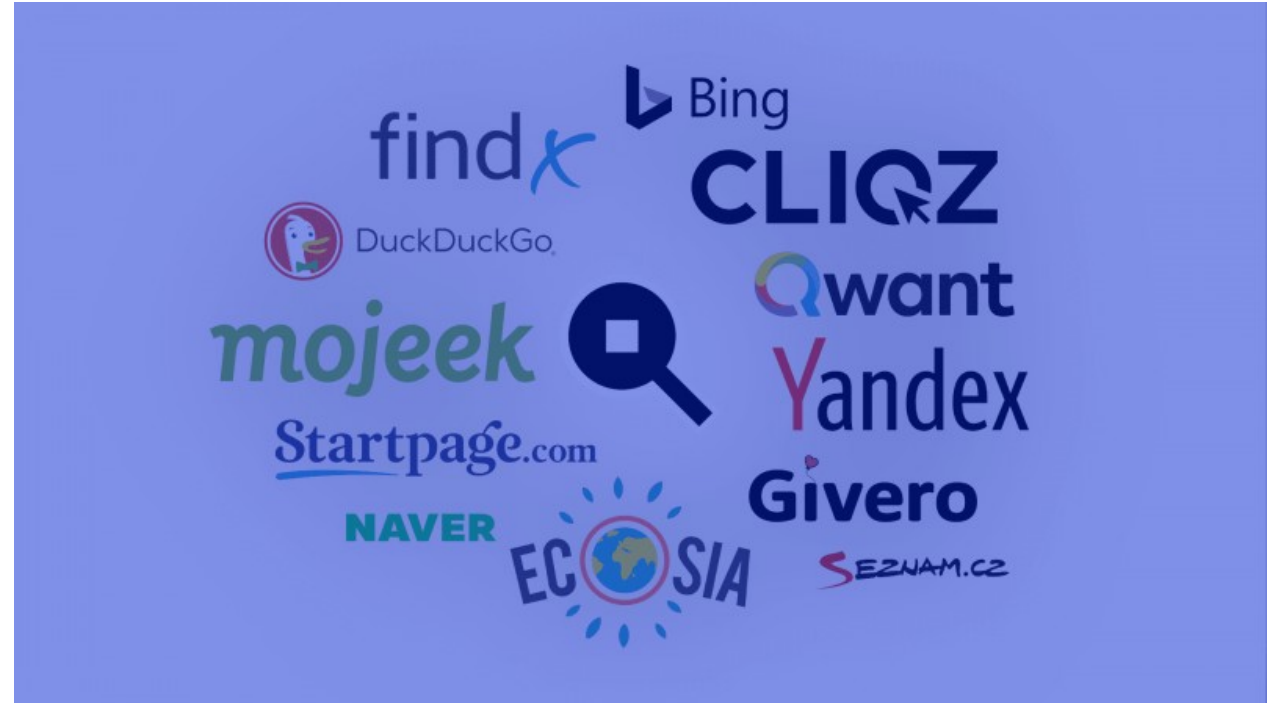 Bing
findx
CLIQZ
DuckDuckGo
Qwant
mojeek
Yandex
Startpage.com
Givero
NAVER
ECOSIA
SEZNAM.CZ